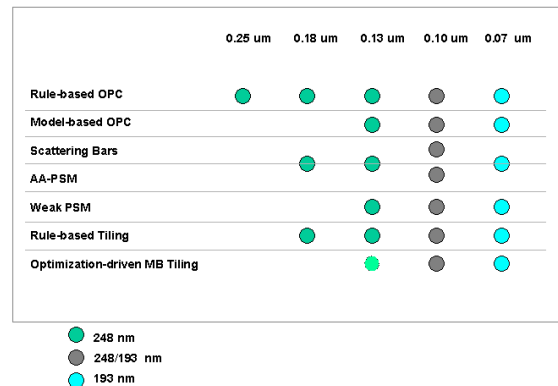 0.25 um 0.18 um 0.13 um 0.10 um 0.07 um
Rule-based OPC
Model-based OPC
Scattering Bars
AA-PSM
Weak PSM
Rule-based Tiling
Optimization-driven MB Tiling
248 nm
248/193 nm
193 nm